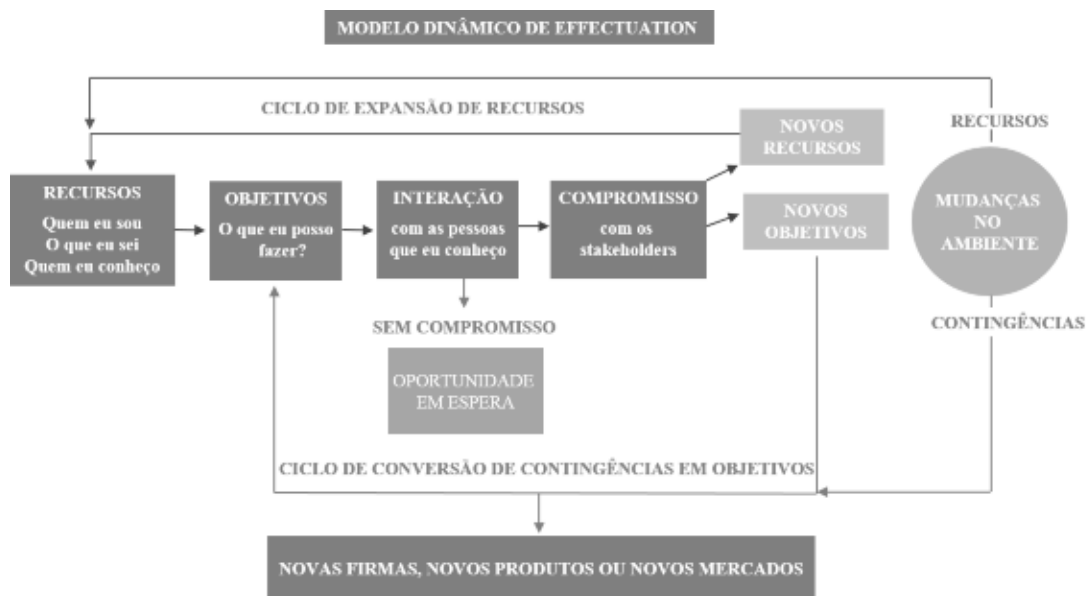 MODELO DINÂMICO DE EFFECTUATION
CICLO DE EXPANSÃO DE RECURSOS
NOVOS
RECURSOS
RECURSOS
RECURSOS
Quem eu sou
O que eu sei
Quem eu conheço
OBJETIVOS
O que eu posso
fazer?
INTERAÇÃO
com as pessoas
que eu conheço
COMPROMISSO
com os
stakeholders
NOVOS
OBJETIVOS
MUDANÇAS
NO
AMBIENTE
SEM COMPROMISSO
CONTINGÊNCIAS
OPORTUNIDADE
EM ESPERA
CICLO DE CONVERSÃO DE CONTINGÊNCIAS EM OBJETIVOS
NOVAS FIRMAS, NOVOS PRODUTOS OU NOVOS MERCADOS